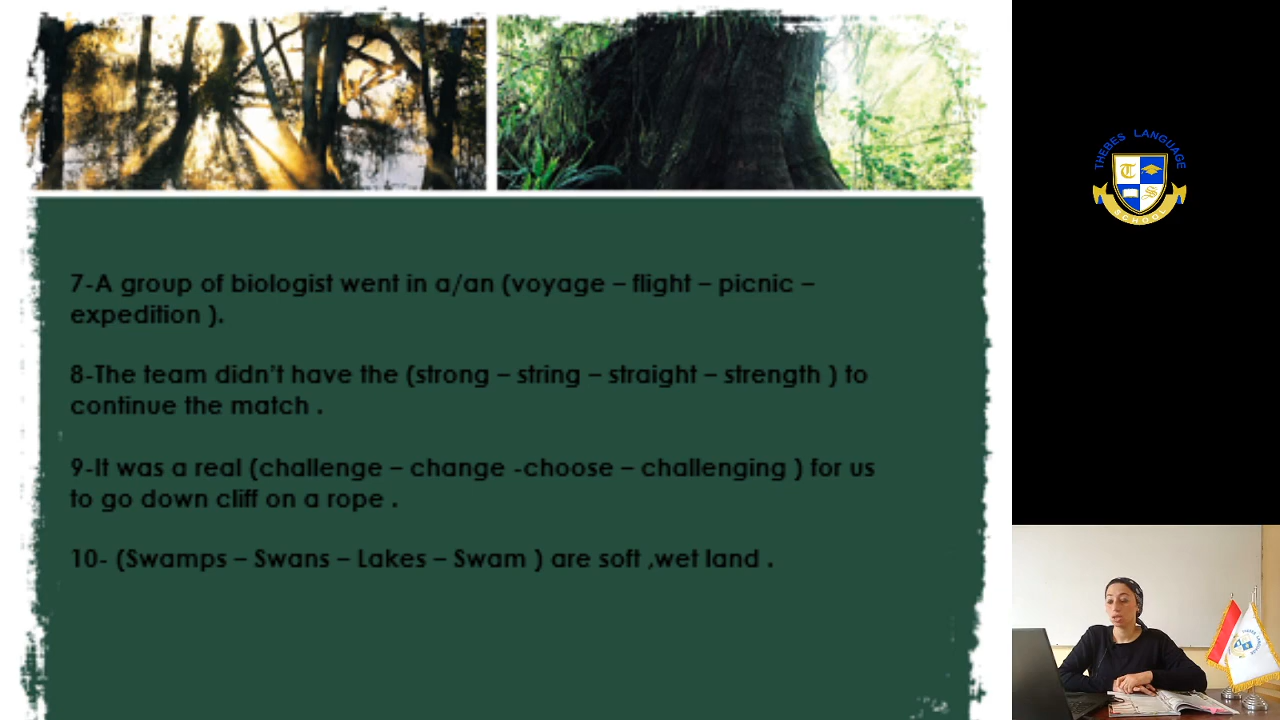 7-A group of biologist went in a/an (voyage – flight – picnic –
expedition ).
8-The team didn't have the (strong – string – straight – strength ) to
continue the match .
9-It was a real (challenge – change -choose – challenging ) for us
to go down cliff on a rope .
10- (Swamps – Swans – Lakes – Swam ) are soft ,wet land .
THEBES LANGUAGE
T
S
SCHOOL